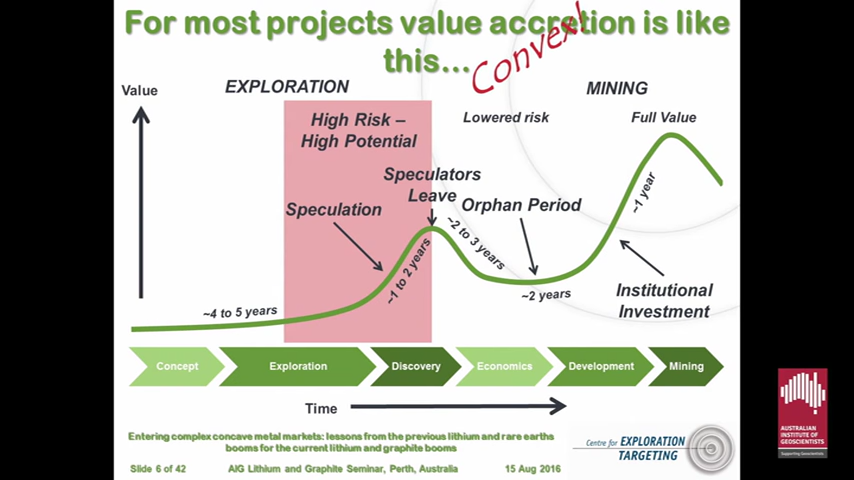 For most projects value accretion is like
this...
Convex!
Value
EXPLORATION
MINING
High Risk –
High Potential
Lowered risk
Full Value
Speculators
Leave
Speculation
Orphan Period
~4 to 5 years
~1 to 2 years
~2 to 3 years
~2 years
~1 year
Institutional
Investment
Concept
Exploration
Discovery
Economics
Development
Mining
Time
Entering complex concave metal markets: lessons from the previous lithium and rare earths
booms for the current lithium and graphite booms
Slide 6 of 42
AIG Lithium and Graphite Seminar, Perth, Australia
15 Aug 2016
Centre for EXPLORATION
TARGETING
AUSTRALIAN
INSTITUTE OF
GEOSCIENTISTS
Supporting Geoscientists